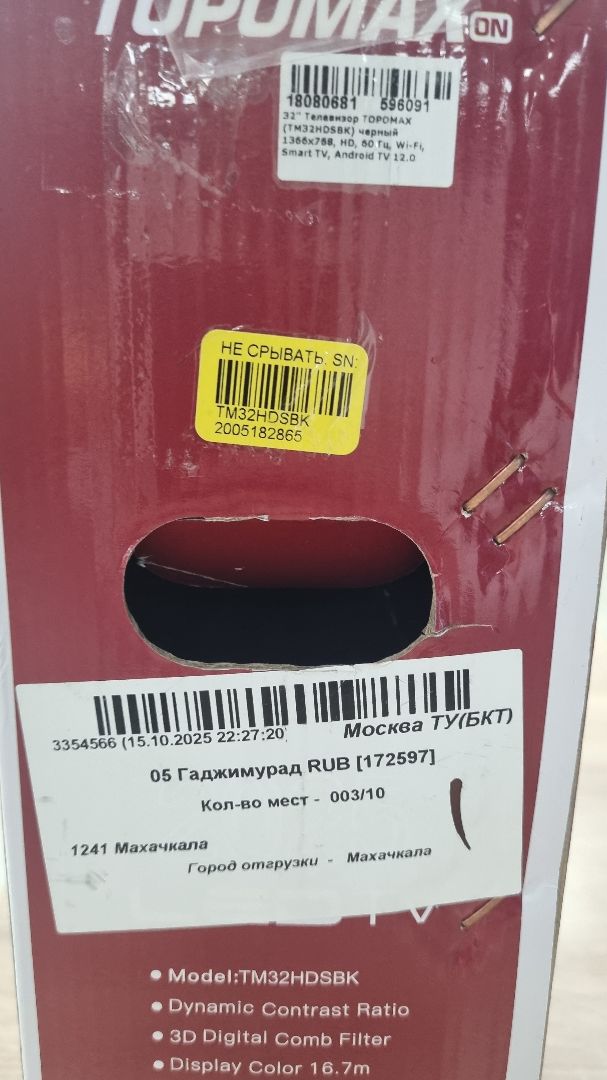 TOPOMAX ON
18080681 596091
32" Телевизор TOPOMAX
(TM32HDSBK) черный
1366x768, HD, 60 Гц, Wi-Fi,
Smart TV, Android TV 12.0
НЕ СРЫВАТЬ. SN:
TM32HDSBK
2005182865
3354566 (15.10.2025 22:27:20)
Москва ТУ(БКТ)
05 Гаджимурад RUB [172597]
Кол-во мест - 003/10
1241 Махачкала
Город отгрузки - Махачкала
TV
• Model:TM32HDSBK
• Dynamic Contrast Ratio
• 3D Digital Comb Filter
• Display Color 16.7m